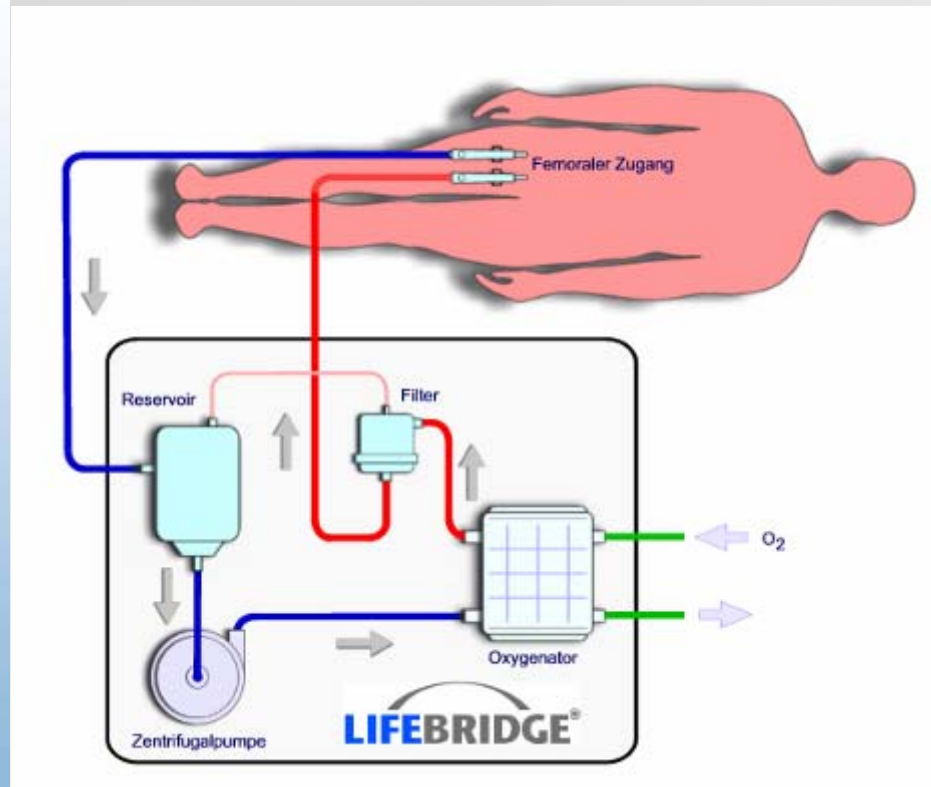 Femoraler Zugang
Reservoir
Filter
O2
Oxygenator
Zentrifugalpumpe
LIFEBRIDGE®